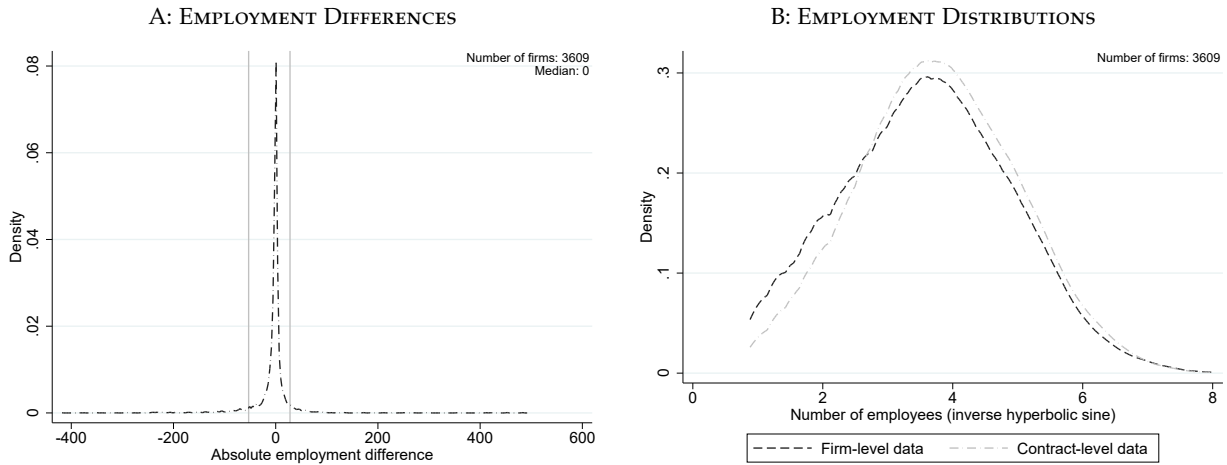 A: EMPLOYMENT DIFFERENCES
Number of firms: 3609
Median: 0
Density
.08
.06
.04
.02
0
-400
-200
0
200
400
600
Absolute employment difference
B: EMPLOYMENT DISTRIBUTIONS
Number of firms: 3609
Density
.3
.2
.1
0
0
2
4
6
8
Number of employees (inverse hyperbolic sine)
Firm-level data
Contract-level data